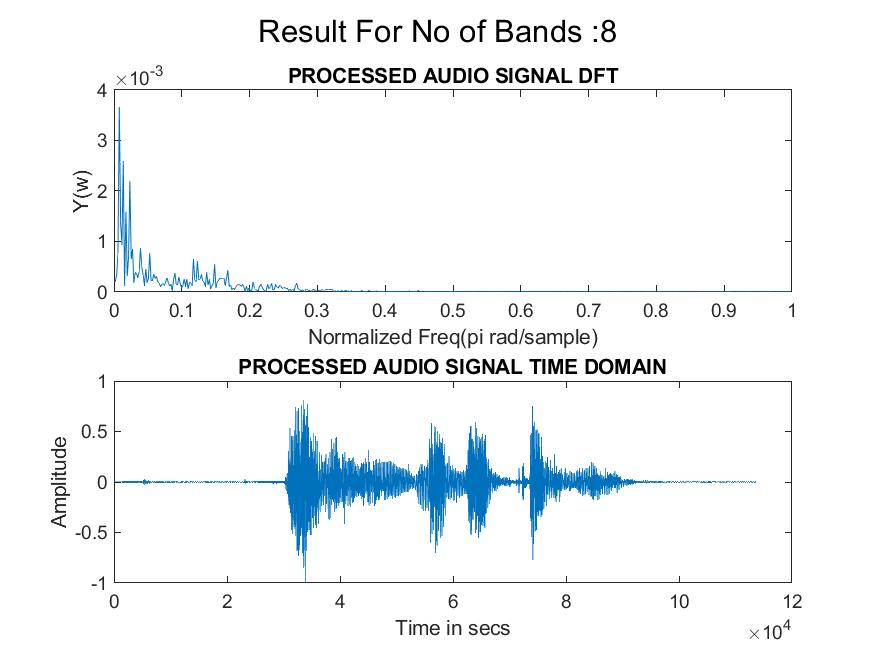 Result For No of Bands :8
×10-3
PROCESSED AUDIO SIGNAL DFT
4
3
2
1
0
Y(w)
0 0.1 0.2 0.3 0.4 0.5 0.6 0.7 0.8 0.9 1
Normalized Freq(pi rad/sample)
PROCESSED AUDIO SIGNAL TIME DOMAIN
1
0.5
0
-0.5
-1
Amplitude
0 2 4 6 8 10 12
Time in secs
×104